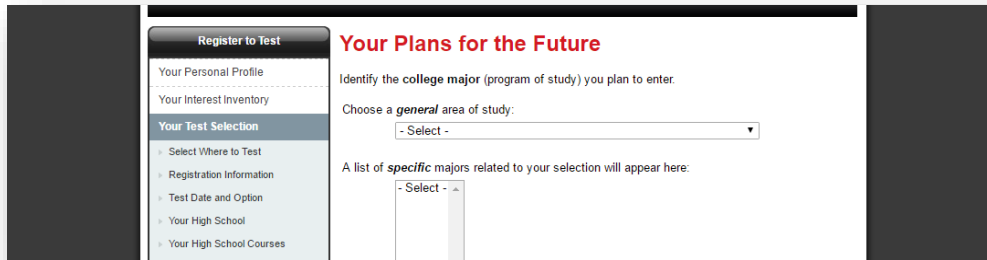 Register to Test
Your Personal Profile
Your Interest Inventory
Your Test Selection
Select Where to Test
Registration Information
Test Date and Option
Your High School
Your High School Courses
Your Plans for the Future
Identify the college major (program of study) you plan to enter.
Choose a general area of study:
- Select -
A list of specific majors related to your selection will appear here:
- Select -